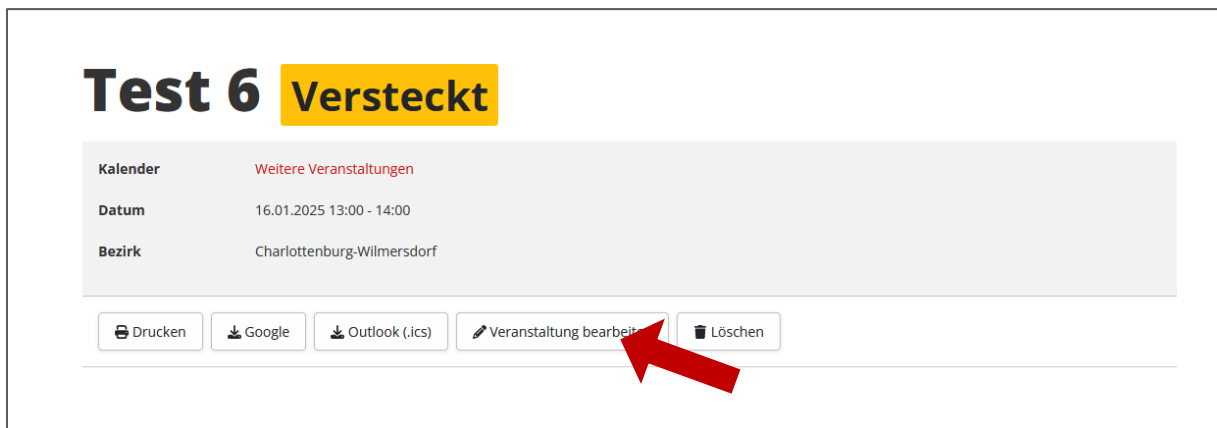 Test 6 Versteckt
Kalender Weitere Veranstaltungen
Datum 16.01.2025 13:00 - 14:00
Bezirk Charlottenburg-Wilmersdorf
Drucken Google Outlook (.ics) Veranstaltung bearbeiten Löschen